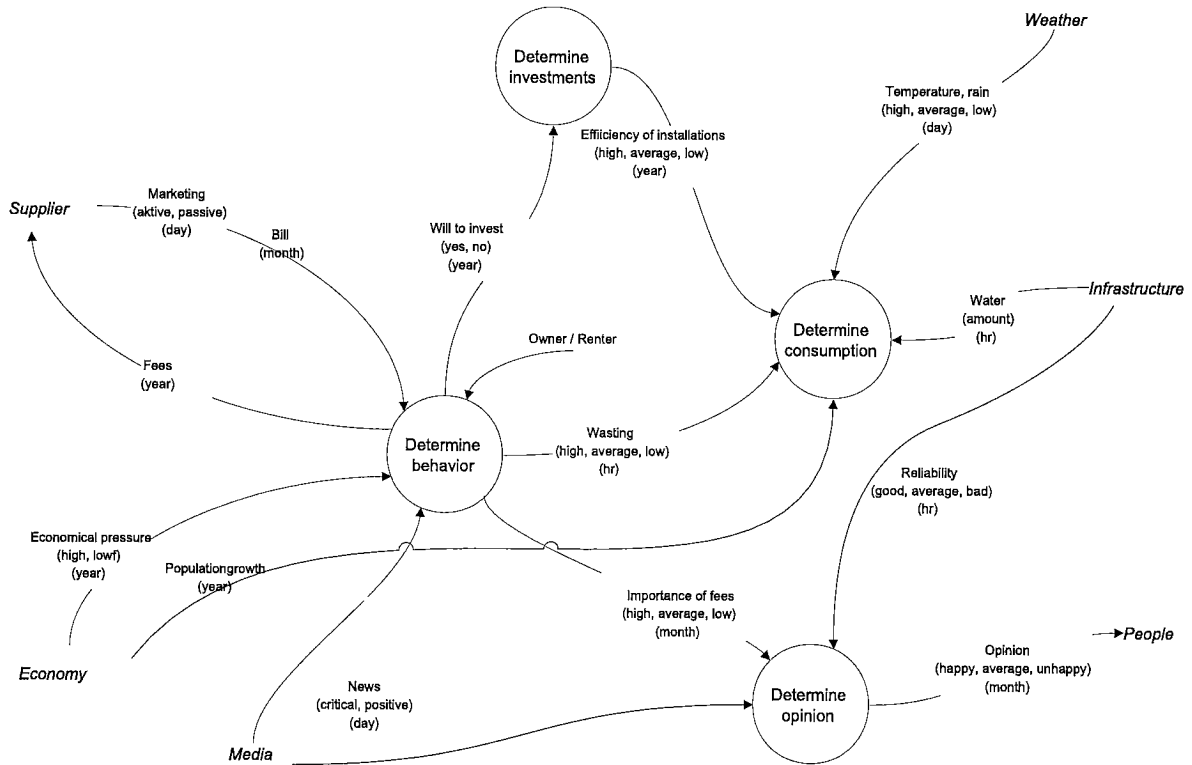 Weather
Determine
investments
Temperature, rain
(high, average, low)
(day)
Effiiciency of installations
(high, average, low)
(year)
Marketing
(aktive, passive)
(day)
Supplier
Bill
(month)
Will to invest
(yes, no)
(year)
Infrastructure
Water
(amount)
(hr)
Determine
consumption
Owner / Renter
Fees
(year)
Determine
behavior
Wasting
(high, average, low)
(hr)
Reliability
(good, average, bad)
(hr)
Economical pressure
(high, lowf)
(year)
Populationgrowth
(year)
Importance of fees
(high, average, low)
(month)
People
Opinion
(happy, average, unhappy)
(month)
Economy
News
(critical, positive)
(day)
Determine
opinion
Media